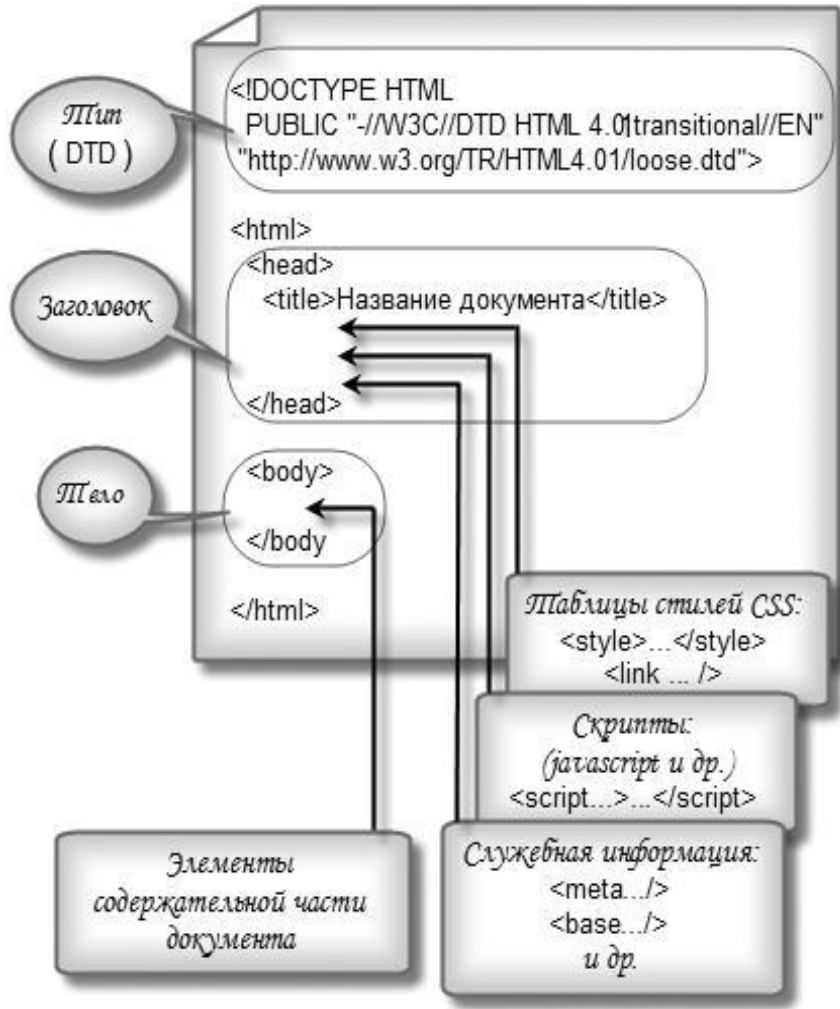 <!DOCTYPE HTML
PUBLIC "-//W3C//DTD HTML 4.01transitional//EN"
"http://www.w3.org/TR/HTML4.01/loose.dtd">
Тип
( DTD )
<html>
<head>
<title>Название документа</title>
Заголовок
</head>
<body>
Тело
</body
</html>
Таблицы стилей CSS:
<style>...</style>
<link ... />
Скрипты:
(javascript и др.)
<script...>...</script>
Служебная информация:
<meta.../>
<base.../>
и др.
Элементы
содержательной части
документа